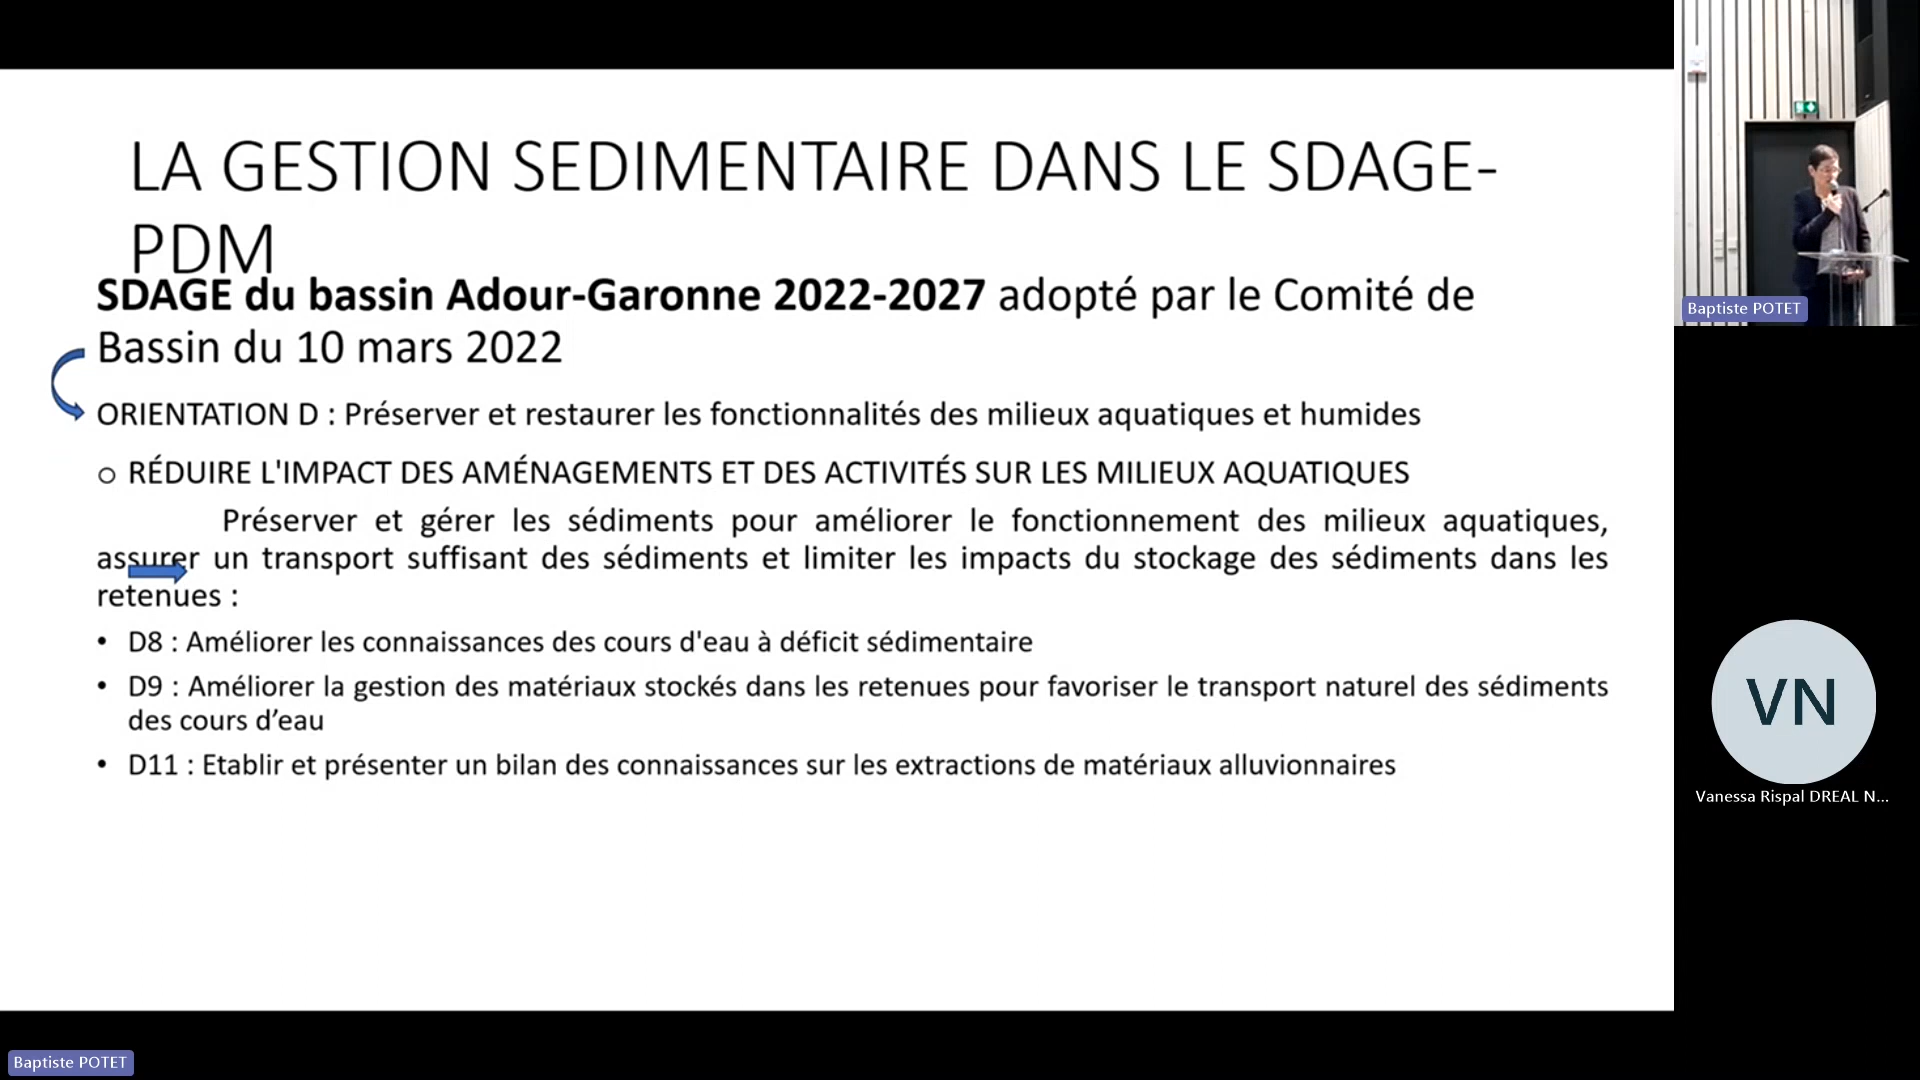 LA GESTION SEDIMENTAIRE DANS LE SDAGE-
PDM
SDAGE du bassin Adour-Garonne 2022-2027 adopté par le Comité de
Bassin du 10 mars 2022
ORIENTATION D : Préserver et restaurer les fonctionnalités des milieux aquatiques et humides
o RÉDUIRE L'IMPACT DES AMÉNAGEMENTS ET DES ACTIVITÉS SUR LES MILIEUX AQUATIQUES
Préserver et gérer les sédiments pour améliorer le fonctionnement des milieux aquatiques,
assurer un transport suffisant des sédiments et limiter les impacts du stockage des sédiments dans les
retenues :
• D8 : Améliorer les connaissances des cours d'eau à déficit sédimentaire
• D9 : Améliorer la gestion des matériaux stockés dans les retenues pour favoriser le transport naturel des sédiments
des cours d’eau
• D11 : Etablir et présenter un bilan des connaissances sur les extractions de matériaux alluvionnaires
Baptiste POTET
VN
Vanessa Rispal DREAL N...
Baptiste POTET